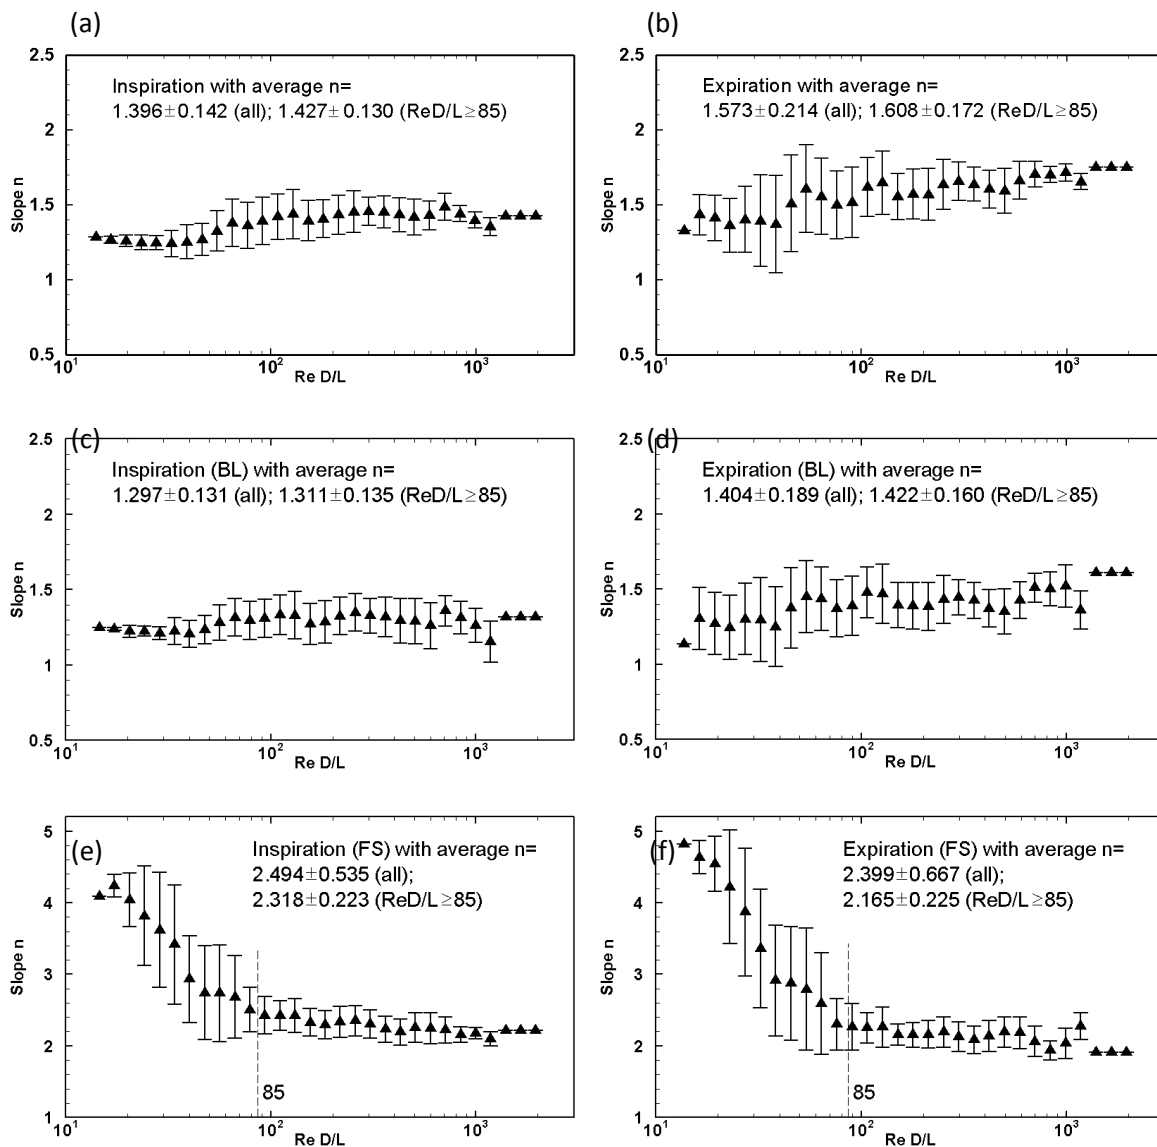 (a)
2.5
2
1.5
1
0.5
Slope n
Inspiration with average n=
1.396±0.142 (all); 1.427±0.130 (ReD/L≥85)
10¹
10²
10³
Re D/L
(b)
2.5
2
1.5
1
0.5
Slope n
Expiration with average n=
1.573±0.214 (all); 1.608±0.172 (ReD/L≥85)
10¹
10²
10³
Re D/L
(c)
2.5
2
1.5
1
0.5
Slope n
Inspiration (BL) with average n=
1.297±0.131 (all); 1.311±0.135 (ReD/L≥85)
10¹
10²
10³
Re D/L
(d)
2.5
2
1.5
1
0.5
Slope n
Expiration (BL) with average n=
1.404±0.189 (all); 1.422±0.160 (ReD/L≥85)
10¹
10²
10³
Re D/L
(e)
5
4
3
2
1
Slope n
Inspiration (FS) with average n=
2.494±0.535 (all);
2.318±0.223 (ReD/L≥85)
85
10¹
10²
10³
Re D/L
(f)
5
4
3
2
1
Slope n
Expiration (FS) with average n=
2.399±0.667 (all);
2.165±0.225 (ReD/L≥85)
85
10¹
10²
10³
Re D/L